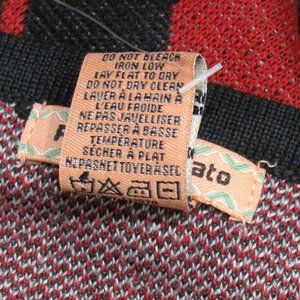 DO NOT BLEACH
IRON LOW
LAY FLAT TO DRY
DO NOT DRY CLEAN
LAVER À LA MAIN À
L'EAU FROIDE
NE PAS JAVELLISER
REPASSER À BASSE
TEMPÉRATURE
SÉCHER À PLAT
NE PAS NETTOYER À SEC
ato